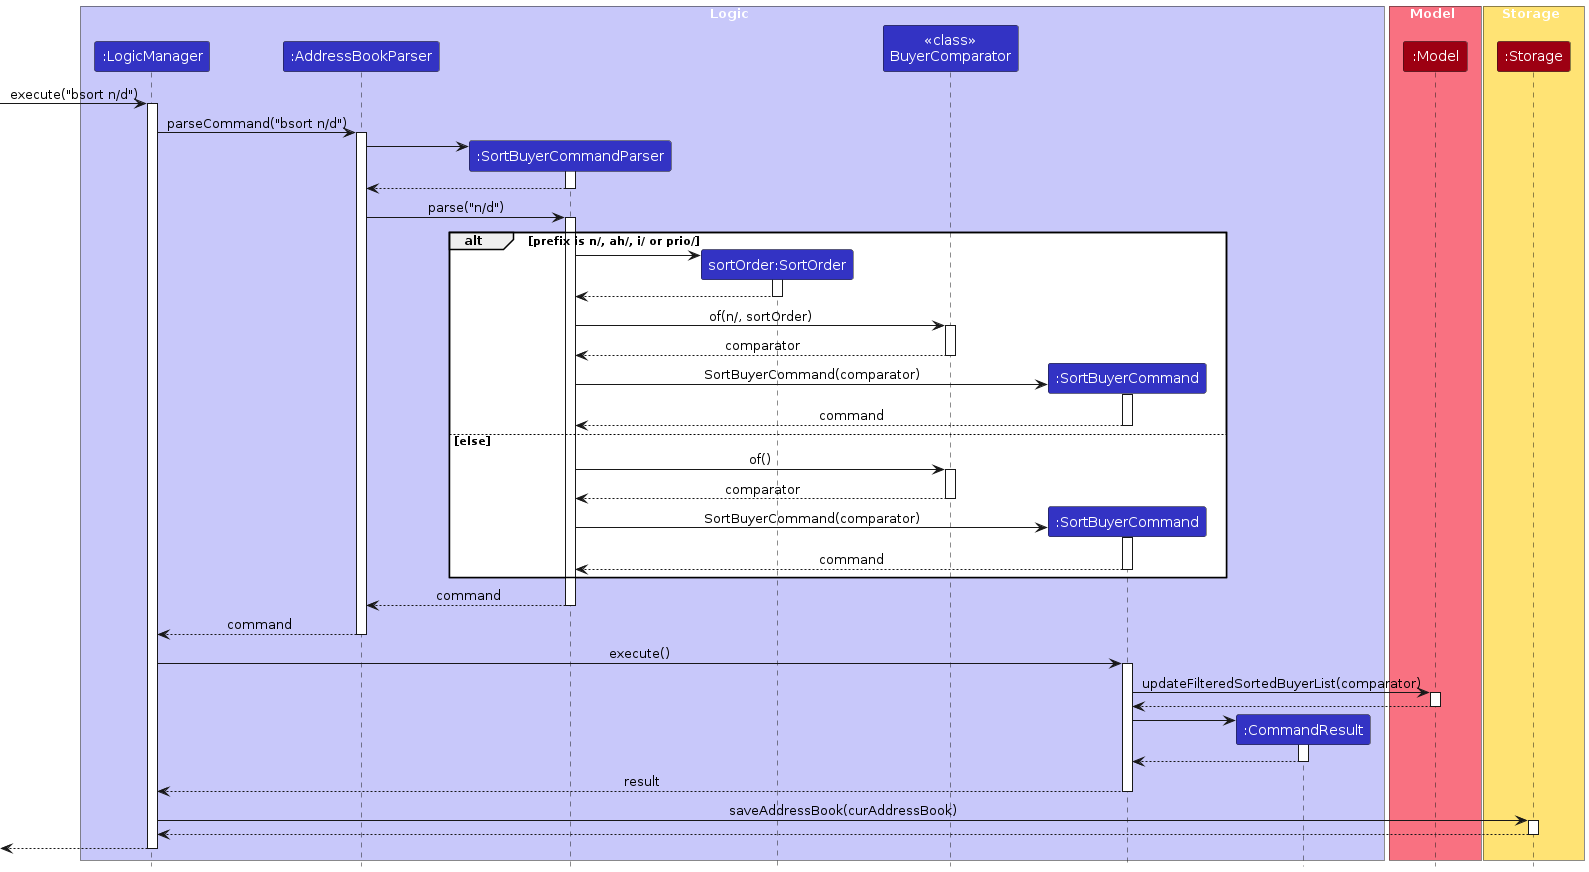 Logic
Model
Storage
:LogicManager
:AddressBookParser
«class»
BuyerComparator
:Model
:Storage
execute("bsort n/d")
parseCommand("bsort n/d")
:SortBuyerCommandParser
parse("n/d")
alt
[prefix is n/, ah/, i/ or prio/]
sortOrder:SortOrder
of(n/, sortOrder)
comparator
SortBuyerCommand(comparator)
:SortBuyerCommand
command
[else]
of()
comparator
SortBuyerCommand(comparator)
:SortBuyerCommand
command
command
command
execute()
updateFilteredSortedBuyerList(comparator)
:CommandResult
result
saveAddressBook(curAddressBook)